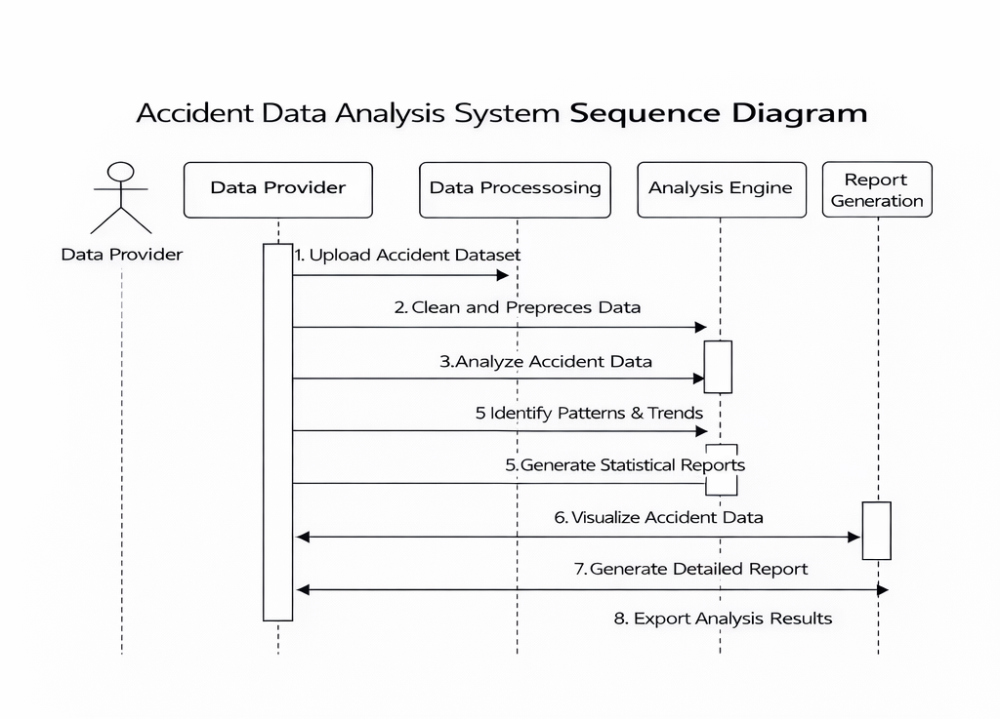 Accident Data Analysis System Sequence Diagram
Data Provider
Data Provider
Data Processosing
Analysis Engine
Report
Generation
1. Upload Accident Dataset
2. Clean and Prepreces Data
3.Analyze Accident Data
5 Identify Patterns & Trends
5.Generate Statistical Reports
6. Visualize Accident Data
7. Generate Detailed Report
8. Export Analysis Results